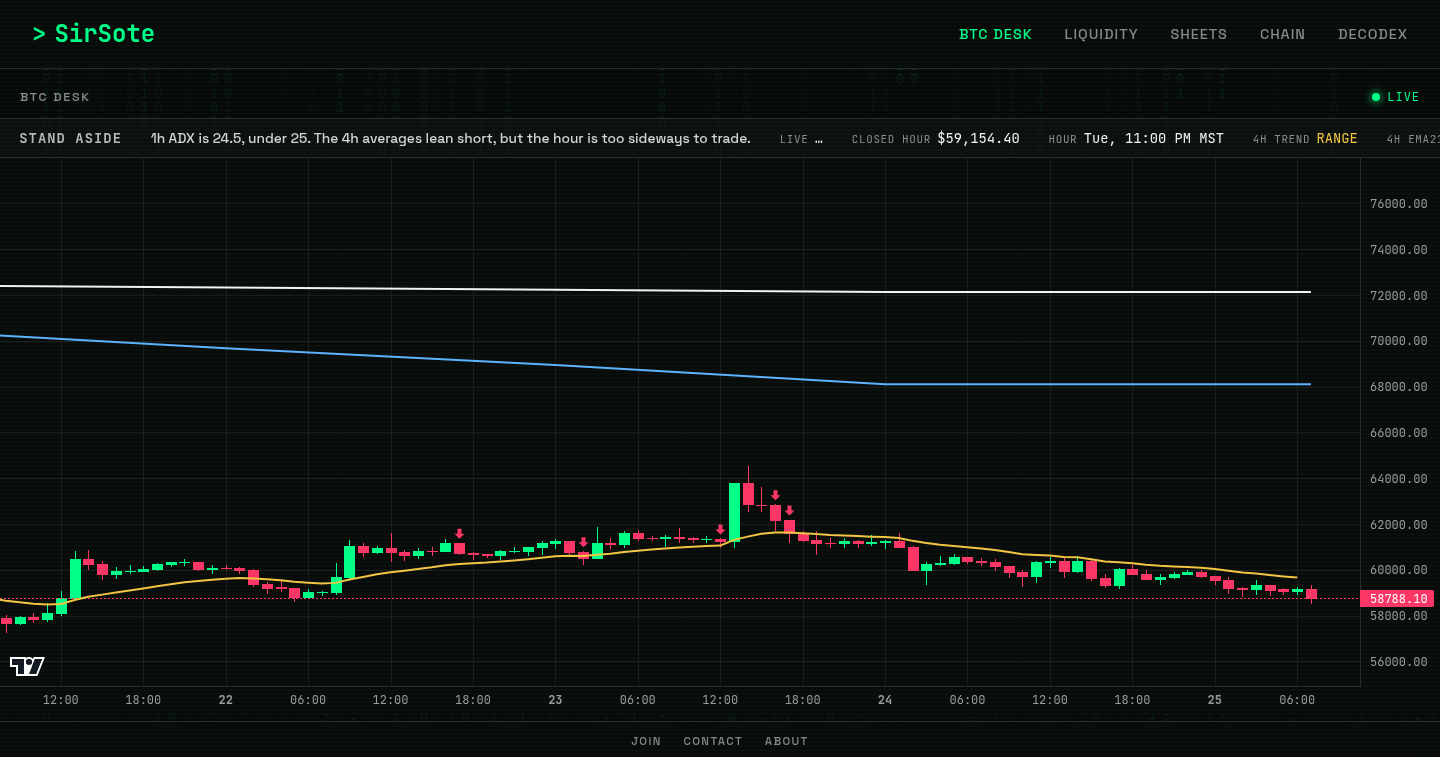 > SirSote
BTC DESK LIQUIDITY SHEETS CHAIN DECODEX
BTC DESK
LIVE
STAND ASIDE 1h ADX is 24.5, under 25. The 4h averages lean short, but the hour is too sideways to trade. LIVE … CLOSED HOUR $59,154.40 HOUR Tue, 11:00 PM MST 4H TREND RANGE 4H EMA21
76000.00
74000.00
72000.00
70000.00
68000.00
66000.00
64000.00
62000.00
60000.00
58788.10
58000.00
56000.00
12:00 18:00 22 06:00 12:00 18:00 23 06:00 12:00 18:00 24 06:00 12:00 18:00 25 06:00
JOIN CONTACT ABOUT